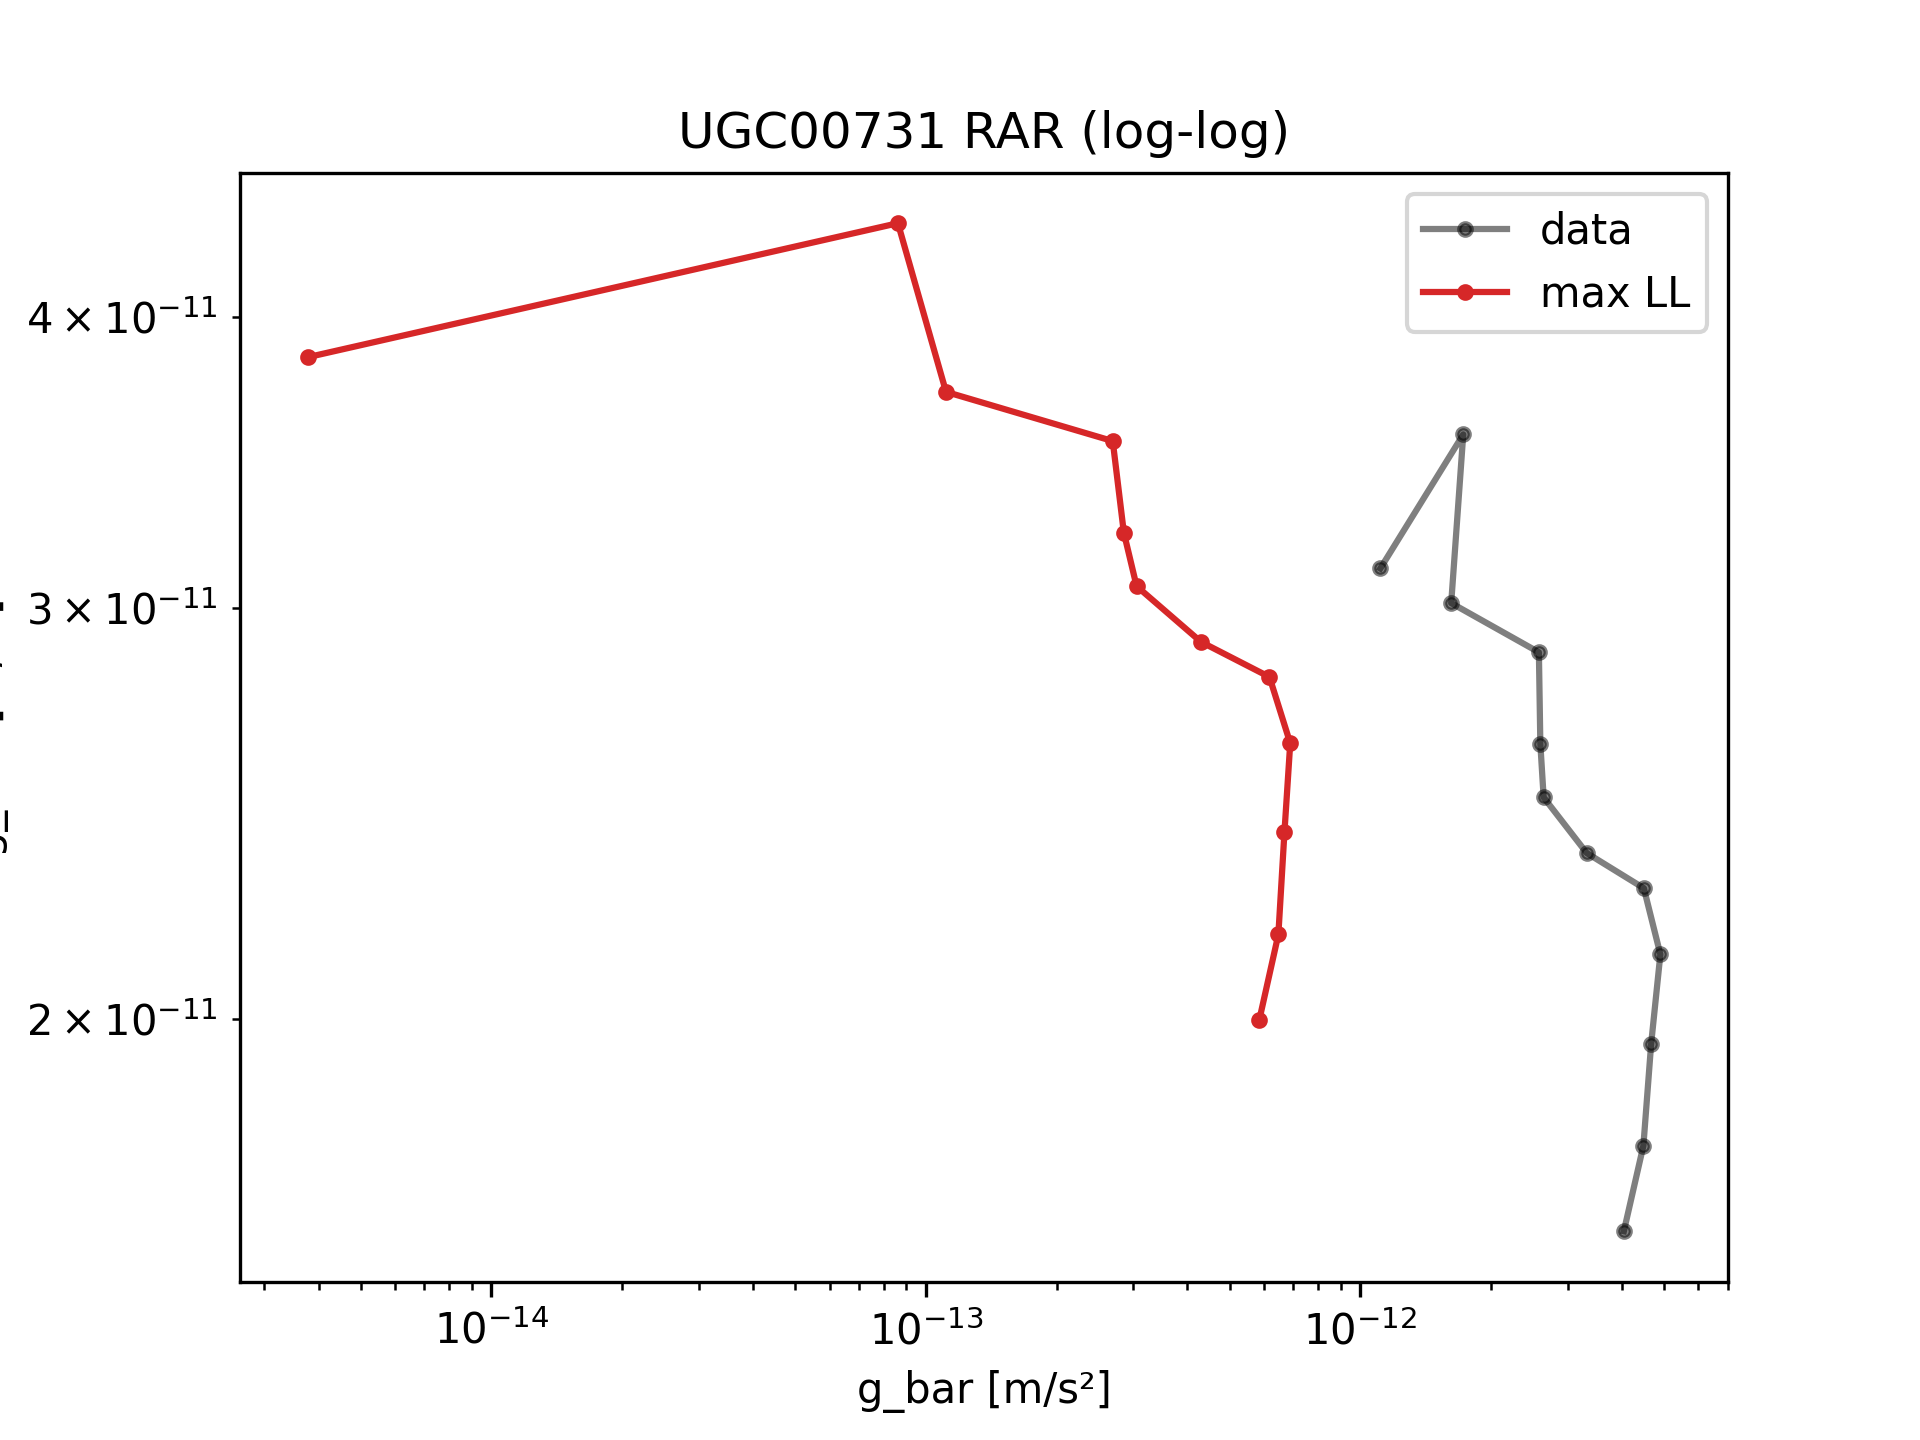 UGC00731 RAR (log-log)
data
max LL
4 × 10⁻¹¹
3 × 10⁻¹¹
2 × 10⁻¹¹
10⁻¹⁴
10⁻¹³
10⁻¹²
g_bar [m/s²]